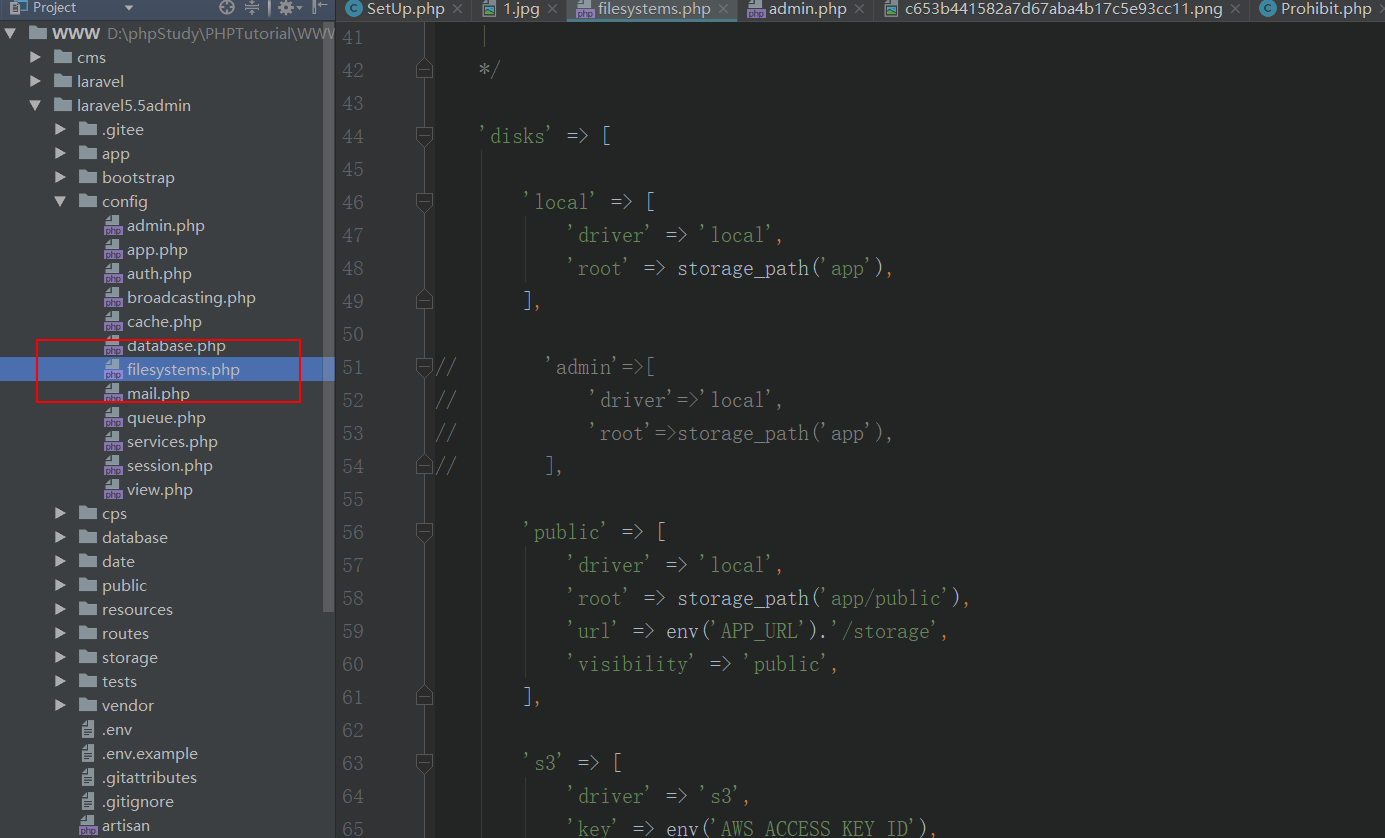 Project
SetUp.php
1.jpg
filesystems.php
admin.php
c653b441582a7d67aba4b17c5e93cc11.png
Prohibit.php
WWW D:\phpStudy\PHPTutorial\WWW
cms
laravel
laravel5.5admin
.gitee
app
bootstrap
config
admin.php
app.php
auth.php
broadcasting.php
cache.php
database.php
filesystems.php
mail.php
queue.php
services.php
session.php
view.php
cps
database
date
public
resources
routes
storage
tests
vendor
.env
.env.example
.gitattributes
.gitignore
artisan
41 |
42 */
43
44 'disks' => [
45
46 'local' => [
47 'driver' => 'local',
48 'root' => storage_path('app'),
49 ],
50
51 // 'admin'=>[
52 // 'driver'=>'local',
53 // 'root'=>storage_path('app'),
54 // ],
55
56 'public' => [
57 'driver' => 'local',
58 'root' => storage_path('app/public'),
59 'url' => env('APP_URL').'/storage',
60 'visibility' => 'public',
61 ],
62
63 's3' => [
64 'driver' => 's3',
65 'key' => env('AWS_ACCESS_KEY_ID'),